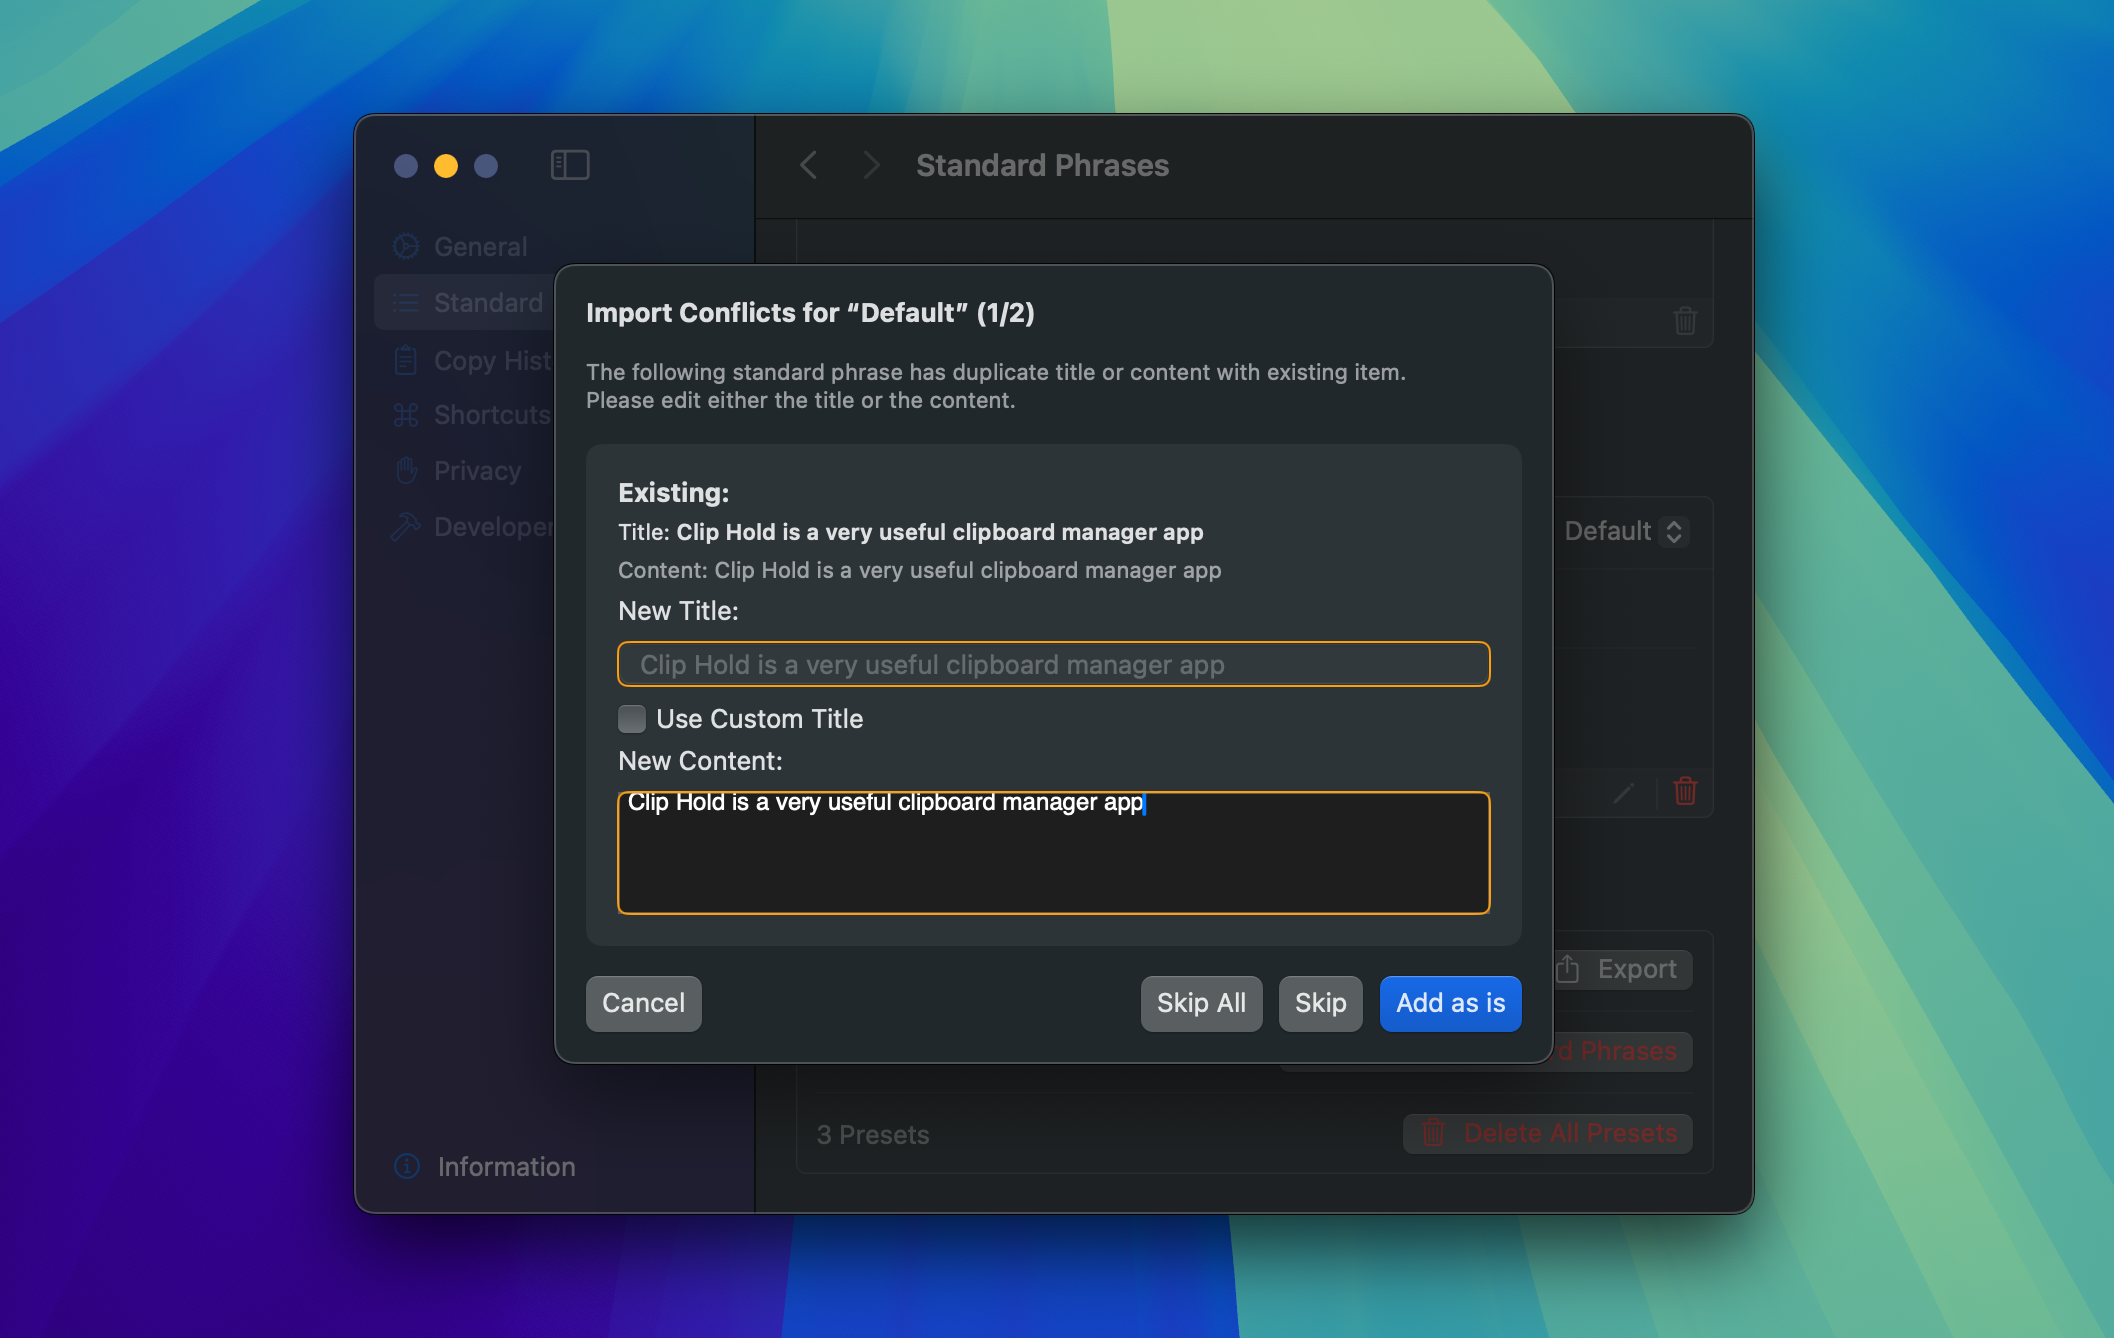 Standard Phrases
General
Standard
Copy Hist
Shortcuts
Privacy
Developer
Information
Import Conflicts for “Default” (1/2)
The following standard phrase has duplicate title or content with existing item.
Please edit either the title or the content.
Existing:
Title: Clip Hold is a very useful clipboard manager app
Content: Clip Hold is a very useful clipboard manager app
New Title:
Clip Hold is a very useful clipboard manager app
Use Custom Title
New Content:
Clip Hold is a very useful clipboard manager app
Cancel
Skip All
Skip
Add as is
Default
Export
d Phrases
3 Presets
Delete All Presets